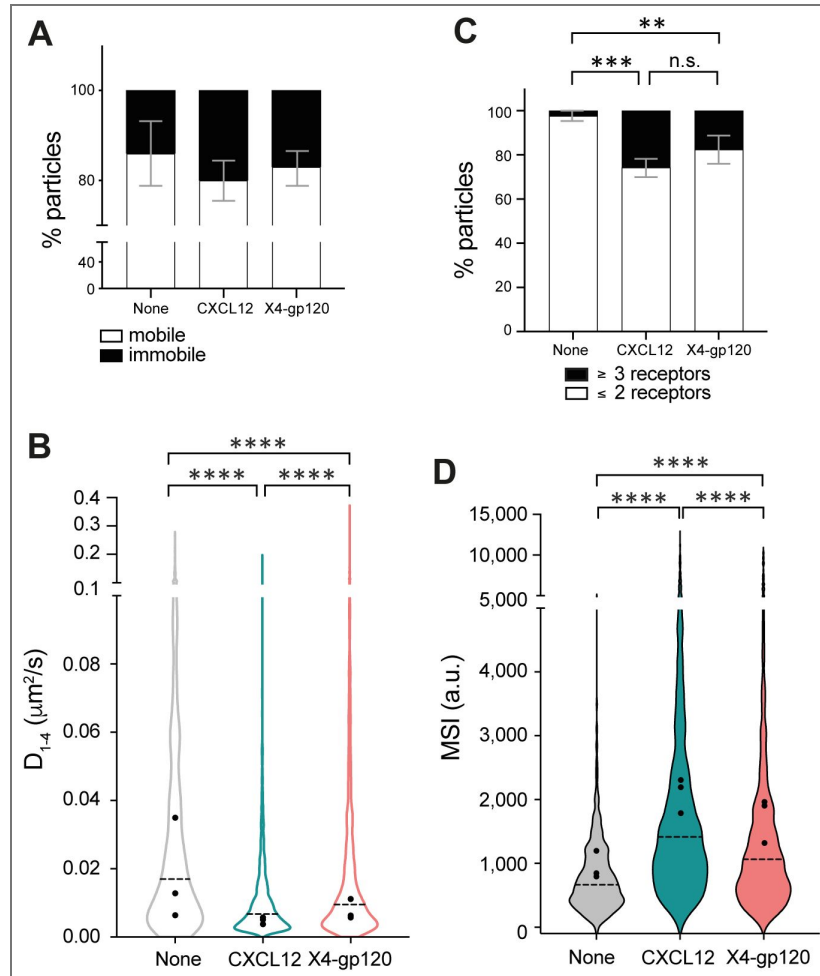 A
100
80
40
0
% particles
None CXCL12 X4-gp120
mobile
immobile
C
**
*** n.s.
100
80
60
40
20
0
% particles
None CXCL12 X4-gp120
≥ 3 receptors
≤ 2 receptors
B
****
**** ****
0.4
0.3
0.2
0.1
0.08
0.06
0.04
0.02
0.00
D1-4 (μm²/s)
None CXCL12 X4-gp120
D
****
**** ****
15,000
10,000
5,000
4,000
3,000
2,000
1,000
0
MSI (a.u.)
None CXCL12 X4-gp120